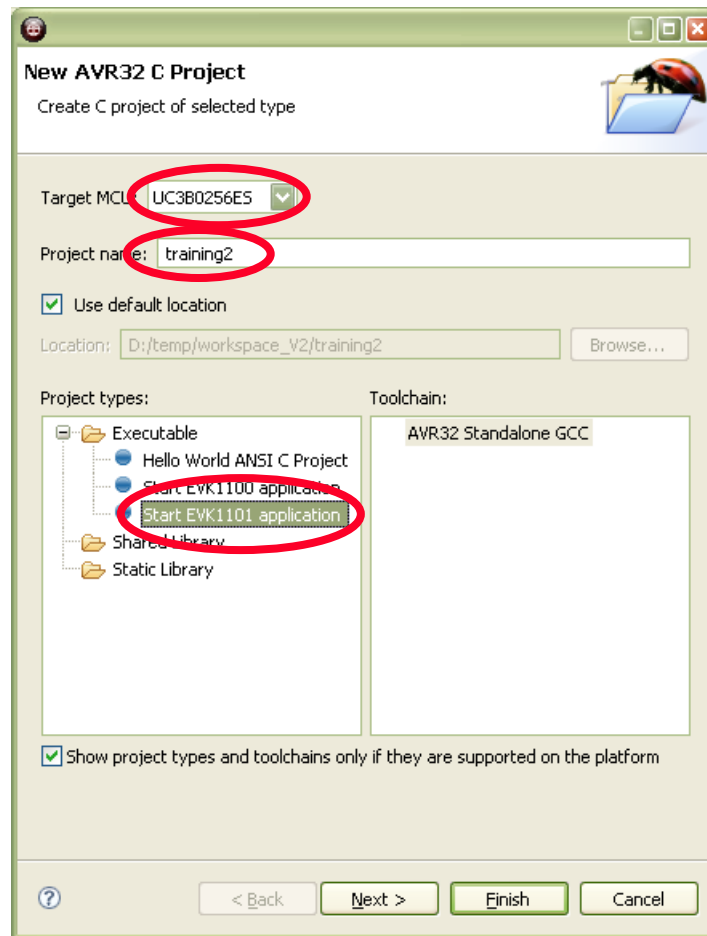 New AVR32 C Project
Create C project of selected type
Target MCU: UC3B0256ES
Project name: training2
Use default location
Location: D:/temp/workspace_V2/training2 Browse...
Project types: Toolchain:
Executable AVR32 Standalone GCC
Hello World ANSI C Project
Start EVK1100 application
Start EVK1101 application
Shared Library
Static Library
Show project types and toolchains only if they are supported on the platform
? < Back Next > Finish Cancel